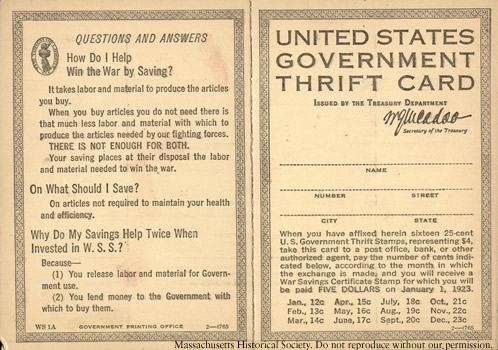 QUESTIONS AND ANSWERS
How Do I Help
Win the War by Saving?
It takes labor and material to produce the articles
you buy.
When you buy articles you do not need there is
that much less labor and material with which to
produce the articles needed by our fighting forces.
THERE IS NOT ENOUGH FOR BOTH.
Your saving places at their disposal the labor
and material needed to win the war.
On What Should I Save?
On articles not required to maintain your health
and efficiency.
Why Do My Savings Help Twice When
Invested in W. S. S.?
Because—
(1) You release labor and material for Govern-
ment use.
(2) You lend money to the Government with
which to buy them.
WS 1A GOVERNMENT PRINTING OFFICE 2—1765
UNITED STATES
GOVERNMENT
THRIFT CARD
ISSUED BY THE TREASURY DEPARTMENT
WGMcAdoo
Secretary of the Treasury
NAME
NUMBER STREET
CITY STATE
When you have affixed herein sixteen 25-cent
U. S. Government Thrift Stamps, representing $4,
take this card to a post office, bank, or other
authorized agent, pay the number of cents indi-
cated below, according to the month in which
the exchange is made, and you will receive a
War Savings Certificate Stamp for which you will
be paid FIVE DOLLARS on January 1, 1923.
Jan., 12c Apr., 15c July, 18c Oct., 21c
Feb., 13c May, 16c Aug., 19c Nov., 22c
Mar., 14c June, 17c Sept., 20c Dec., 23c
2—1765
Massachusetts Historical Society. Do not reproduce without our permission.